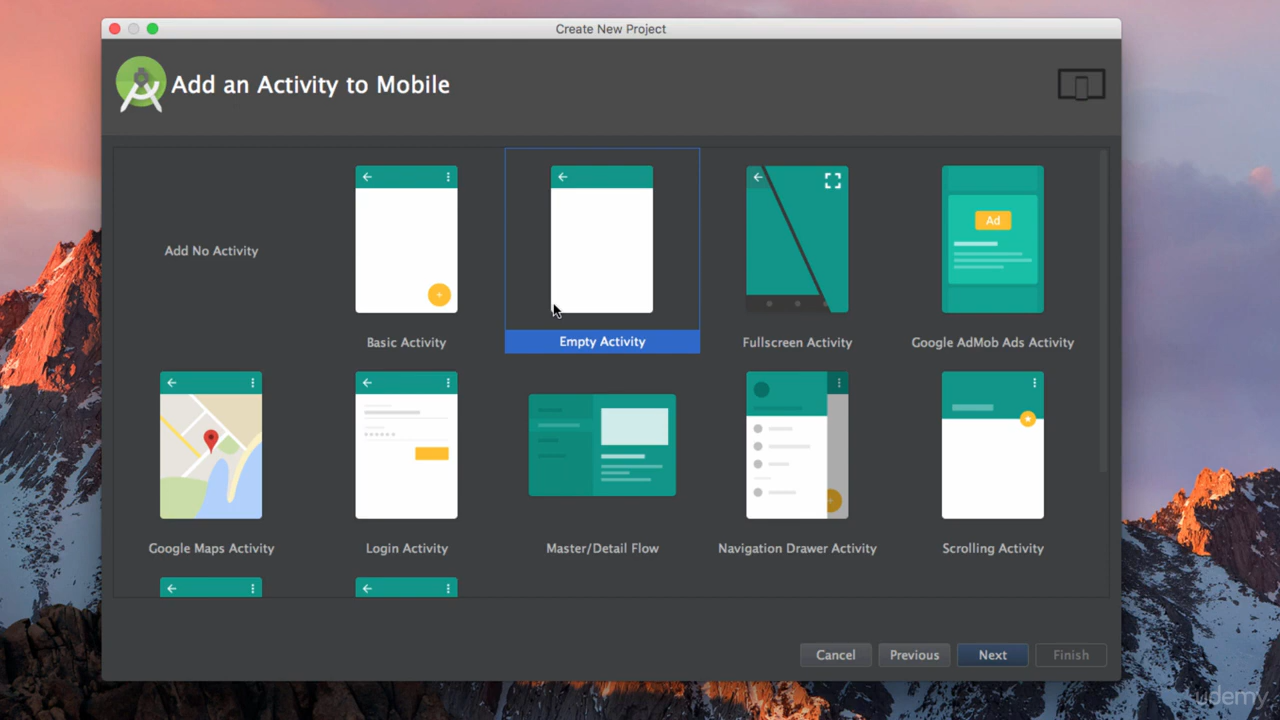 Create New Project
Add an Activity to Mobile
Add No Activity
Basic Activity
Empty Activity
Fullscreen Activity
Ad
Google AdMob Ads Activity
Google Maps Activity
Login Activity
Master/Detail Flow
Navigation Drawer Activity
Scrolling Activity
Cancel
Previous
Next
Finish
udemy